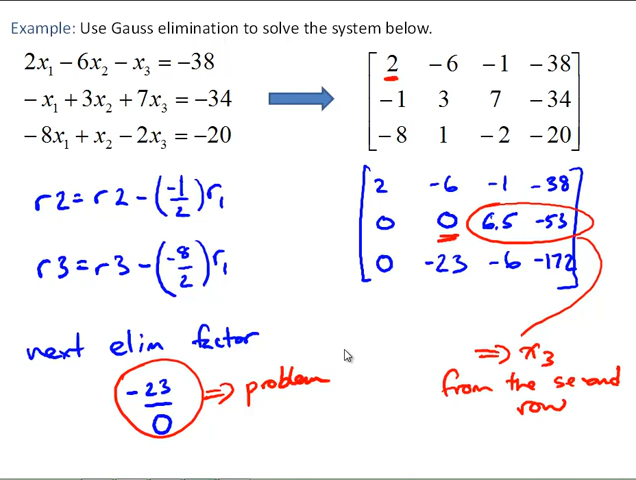 Example: Use Gauss elimination to solve the system below.
2x₁ − 6x₂ − x₃ = −38
−x₁ + 3x₂ + 7x₃ = −34
−8x₁ + x₂ − 2x₃ = −20
2 −6 −1 −38
−1 3 7 −34
−8 1 −2 −20
r2 = r2 − (-1/2) r₁
r3 = r3 − (-8/2) r₁
2 -6 -1 -38
0 0 6.5 -53
0 -23 -6 -172
next elim factor
-23/0 ⇒ problem
⇒ x₃
from the second
row